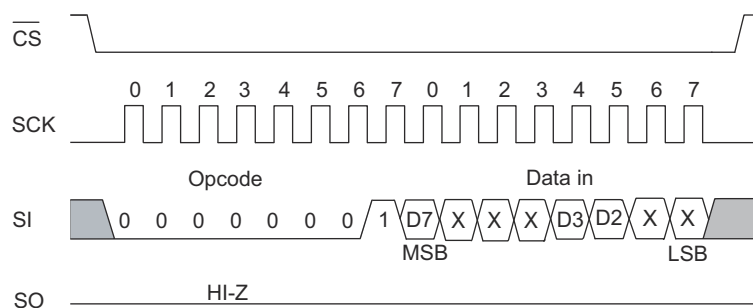 CS
0 1 2 3 4 5 6 7 0 1 2 3 4 5 6 7
SCK
Opcode Data in
SI 0 0 0 0 0 0 0 1 D7 X X X D3 D2 X X
MSB LSB
HI-Z
SO